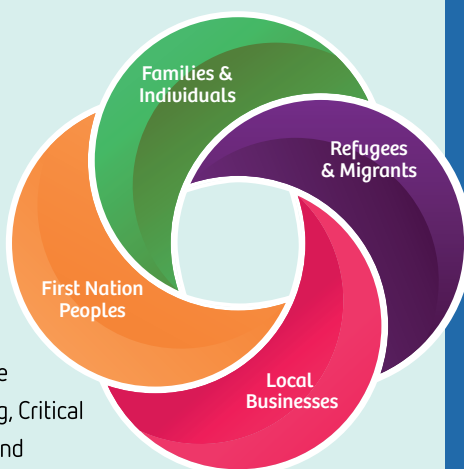 Families &
Individuals
Refugees
& Migrants
First Nation
Peoples
Local
Businesses
e
g, Critical
nd